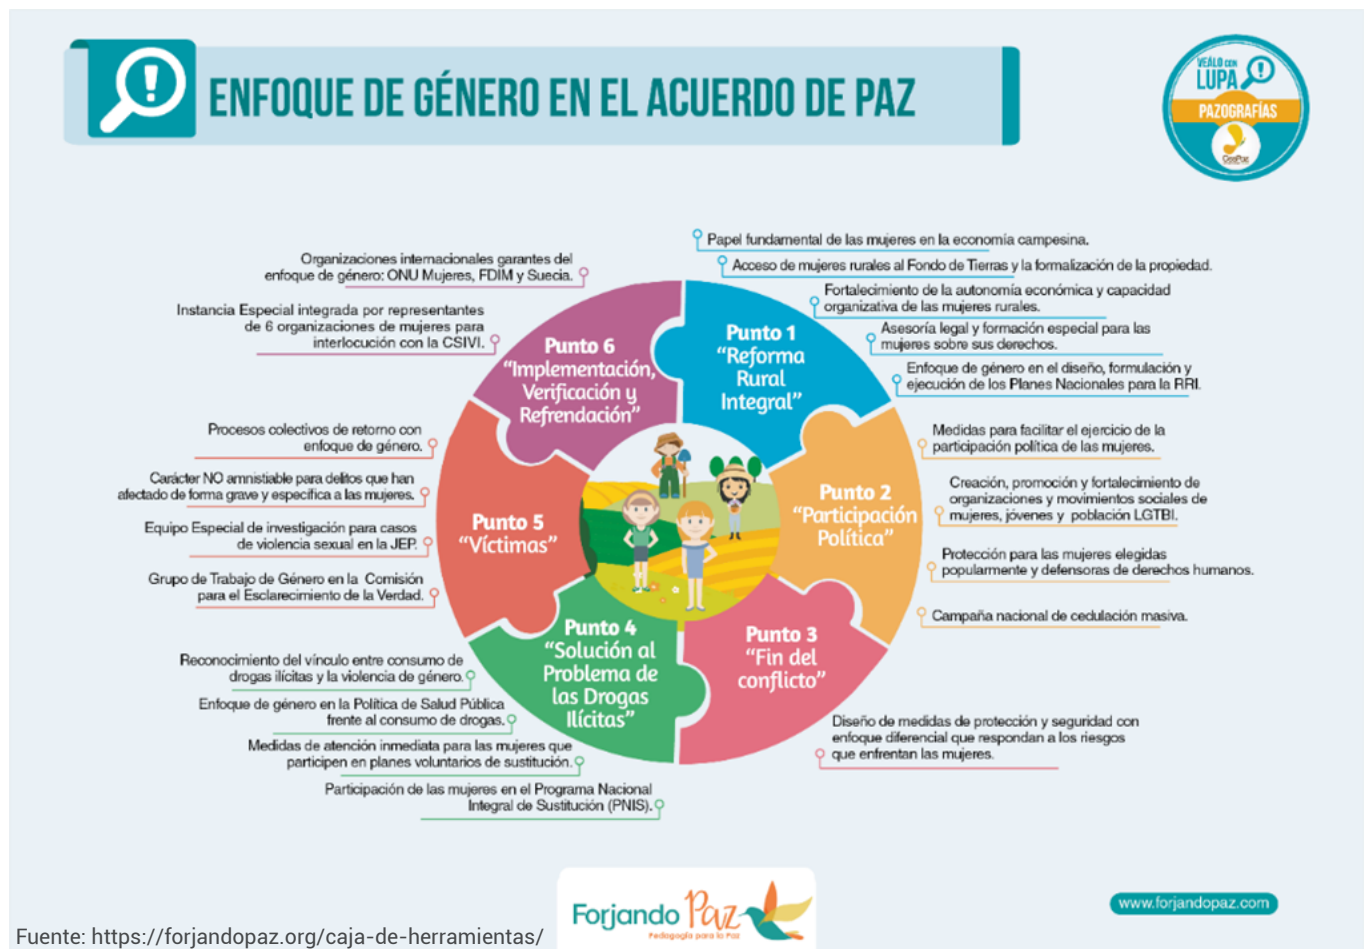 ENFOQUE DE GÉNERO EN EL ACUERDO DE PAZ
VEÁLO CON
LUPA
PAZOGRAFÍAS
CeePaz
Papel fundamental de las mujeres en la economía campesina.
Acceso de mujeres rurales al Fondo de Tierras y la formalización de la propiedad.
Fortalecimiento de la autonomía económica y capacidad
organizativa de las mujeres rurales.
Asesoría legal y formación especial para las
mujeres sobre sus derechos.
Enfoque de género en el diseño, formulación y
ejecución de los Planes Nacionales para la RRI.
Punto 1
“Reforma
Rural
Integral”
Medidas para facilitar el ejercicio de la
participación política de las mujeres.
Creación, promoción y fortalecimiento de
organizaciones y movimientos sociales de
mujeres, jóvenes y población LGTBI.
Protección para las mujeres elegidas
popularmente y defensoras de derechos humanos.
Campaña nacional de cedulación masiva.
Punto 2
“Participación
Política”
Punto 3
“Fin del
conflicto”
Diseño de medidas de protección y seguridad con
enfoque diferencial que respondan a los riesgos
que enfrentan las mujeres.
Punto 4
“Solución al
Problema de
las Drogas
Ilícitas”
Reconocimiento del vínculo entre consumo de
drogas ilícitas y la violencia de género.
Enfoque de género en la Política de Salud Pública
frente al consumo de drogas.
Medidas de atención inmediata para las mujeres que
participen en planes voluntarios de sustitución.
Participación de las mujeres en el Programa Nacional
Integral de Sustitución (PNIS).
Punto 5
“Víctimas”
Procesos colectivos de retorno con
enfoque de género.
Carácter NO amnistiable para delitos que han
afectado de forma grave y específica a las mujeres.
Equipo Especial de investigación para casos
de violencia sexual en la JEP.
Grupo de Trabajo de Género en la Comisión
para el Esclarecimiento de la Verdad.
Punto 6
“Implementación,
Verificación y
Refrendación”
Organizaciones internacionales garantes del
enfoque de género: ONU Mujeres, FDIM y Suecia.
Instancia Especial integrada por representantes
de 6 organizaciones de mujeres para
interlocución con la CSIVI.
Forjando Paz
Pedagogía para la Paz
www.forjandopaz.com
Fuente: https://forjandopaz.org/caja-de-herramientas/